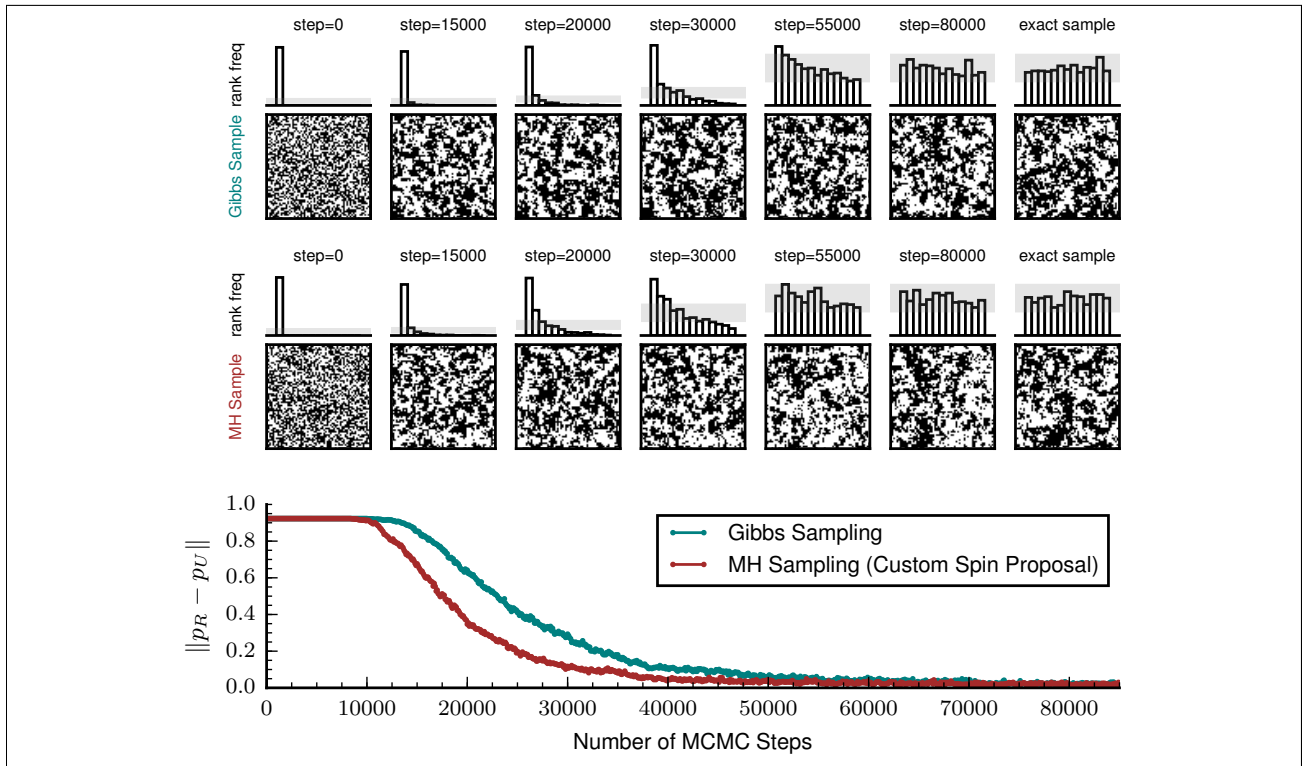 step=0 step=15000 step=20000 step=30000 step=55000 step=80000 exact sample
rank freq
Gibbs Sample
step=0 step=15000 step=20000 step=30000 step=55000 step=80000 exact sample
rank freq
MH Sample
1.0
0.8
0.6
0.4
0.2
0.0
||p_R − p_U||
Gibbs Sampling
MH Sampling (Custom Spin Proposal)
0 10000 20000 30000 40000 50000 60000 70000 80000
Number of MCMC Steps